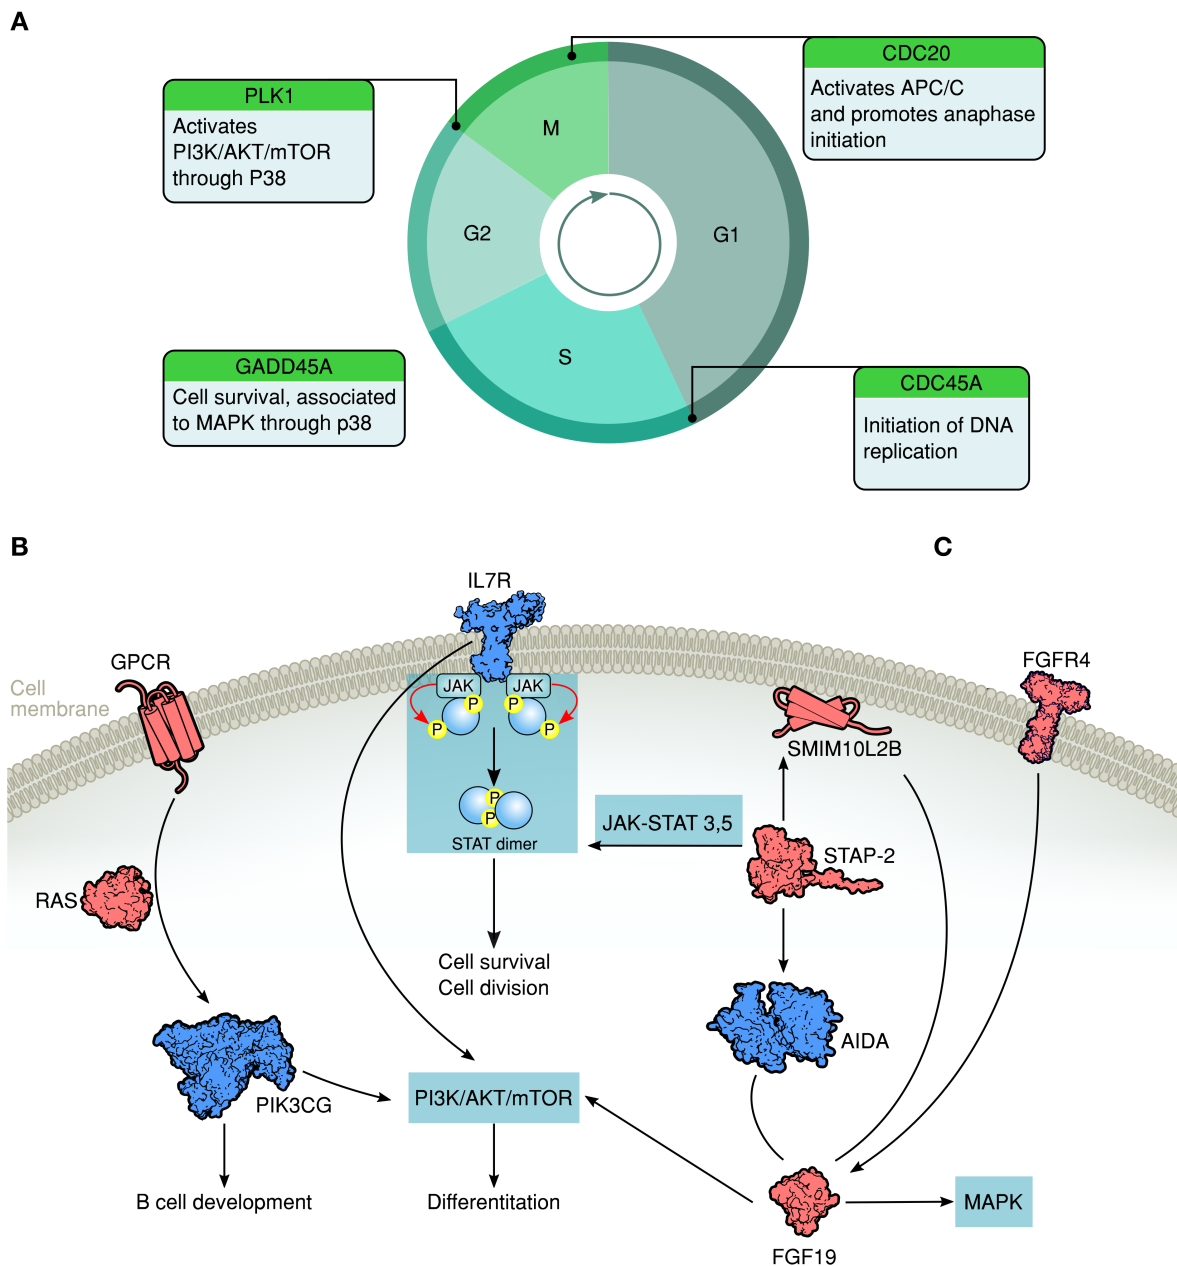 A
CDC20
Activates APC/C
and promotes anaphase
initiation
PLK1
Activates
PI3K/AKT/mTOR
through P38
M
G2
G1
S
GADD45A
Cell survival, associated
to MAPK through p38
CDC45A
Initiation of DNA
replication
B
C
IL7R
GPCR
FGFR4
Cell
membrane
JAK
JAK
P
P
P
P
SMIM10L2B
P
P
STAT dimer
JAK-STAT 3,5
STAP-2
RAS
Cell survival
Cell division
AIDA
PIK3CG
PI3K/AKT/mTOR
B cell development
Differentitation
MAPK
FGF19